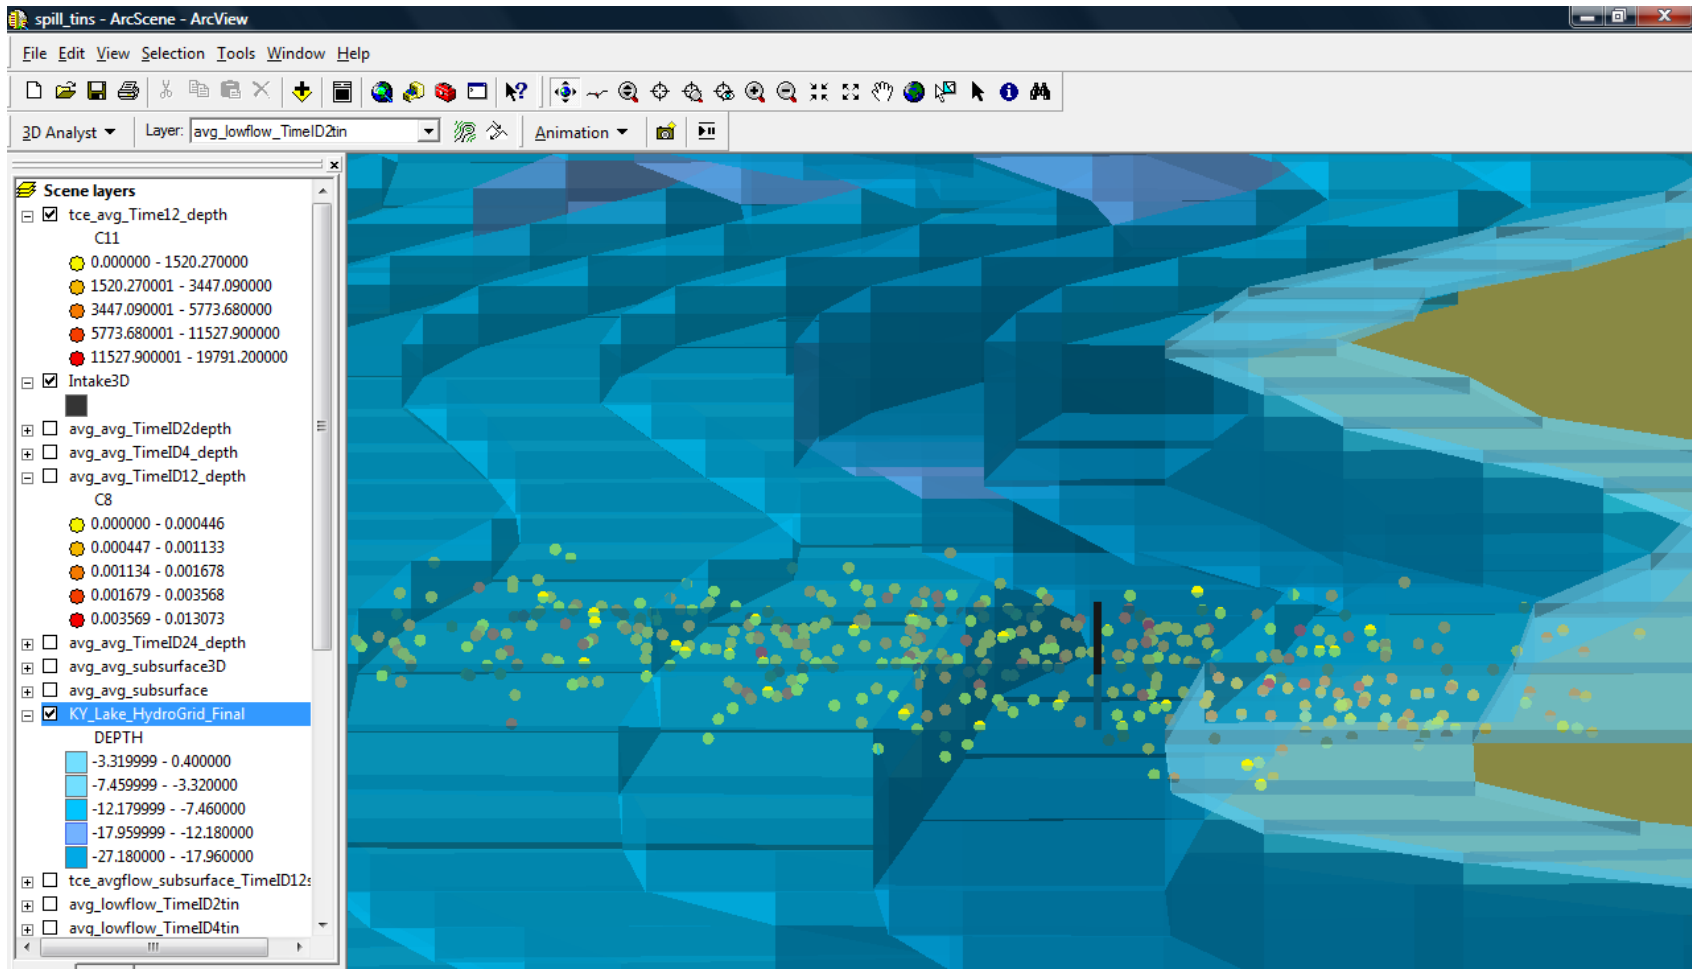 spill_tins - ArcScene - ArcView
File Edit View Selection Tools Window Help
3D Analyst Layer: avg_lowflow_TimeID2tin Animation
Scene layers
tce_avg_Time12_depth
C11
0.000000 - 1520.270000
1520.270001 - 3447.090000
3447.090001 - 5773.680000
5773.680001 - 11527.900000
11527.900001 - 19791.200000
Intake3D
avg_avg_TimeID2depth
avg_avg_TimeID4_depth
avg_avg_TimeID12_depth
C8
0.000000 - 0.000446
0.000447 - 0.001133
0.001134 - 0.001678
0.001679 - 0.003568
0.003569 - 0.013073
avg_avg_TimeID24_depth
avg_avg_subsurface3D
avg_avg_subsurface
KY_Lake_HydroGrid_Final
DEPTH
-3.319999 - 0.400000
-7.459999 - -3.320000
-12.179999 - -7.460000
-17.959999 - -12.180000
-27.180000 - -17.960000
tce_avgflow_subsurface_TimeID12s
avg_lowflow_TimeID2tin
avg_lowflow_TimeID4tin